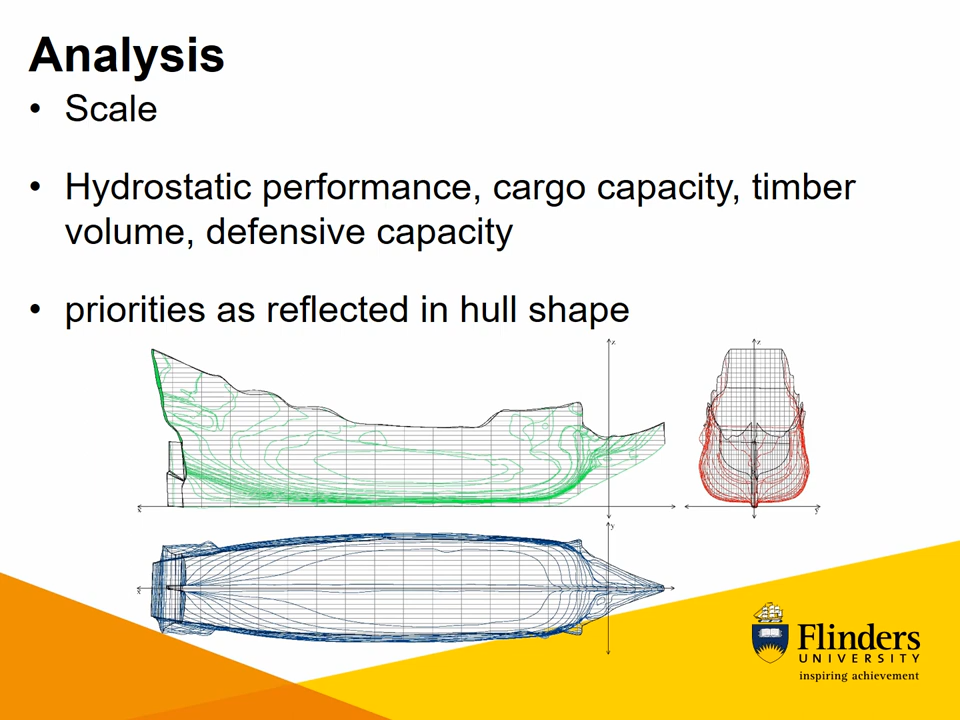 Analysis
• Scale
• Hydrostatic performance, cargo capacity, timber
volume, defensive capacity
• priorities as reflected in hull shape
z
z
x
y
y
x
Flinders
UNIVERSITY
inspiring achievement